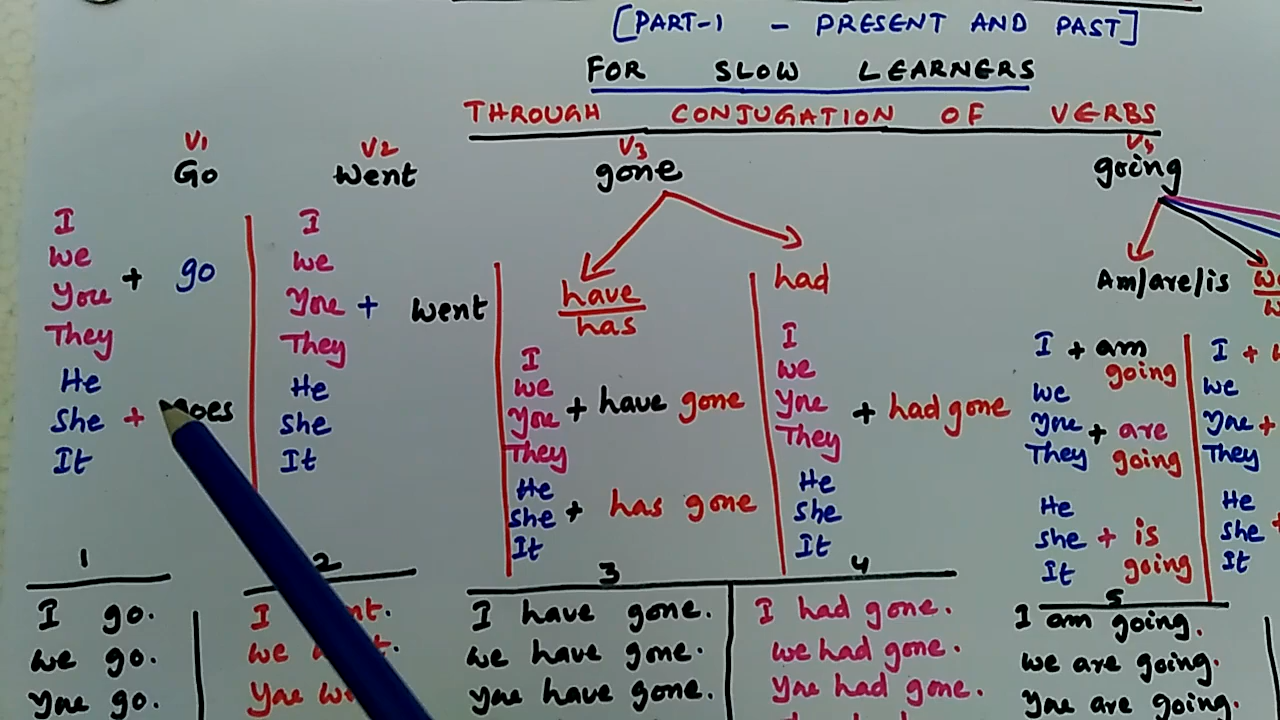 [PART-1 - PRESENT AND PAST]
FOR SLOW LEARNERS
THROUGH CONJUGATION OF VERBS
V1
Go
I
We
You + go
They
He
She + goes
It
1
I go.
We go.
You go.
V2
Went
I
We
You + went
They
He
She
It
2
I
We
You
V3
gone
have
has
I
We
You + have gone
They
He
She + has gone
It
3
I have gone.
We have gone.
You have gone.
had
I
We
You + had gone
They
He
She
It
4
I had gone.
We had gone.
You had gone.
going
Am/are/is
I + am going
We
You + are going
They
He
She + is going
It
5
I am going.
We are going.
You are going.
I +
We
You +
They
He
She +
It